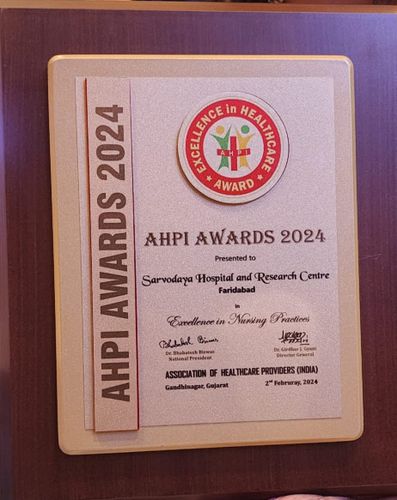 AHPI AWARDS 2024
EXCELLENCE in HEALTHCARE
AHPI
AWARD
AHPI AWARDS 2024
Presented to
Sarvodaya Hospital and Research Centre
Faridabad
in
Excellence in Nursing Practices
Dr. Bhabatosh Biswas
National President
Dr. Girdhar J. Gyani
Director General
ASSOCIATION OF HEALTHCARE PROVIDERS (INDIA)
Gandhinagar, Gujarat
2nd Februray, 2024